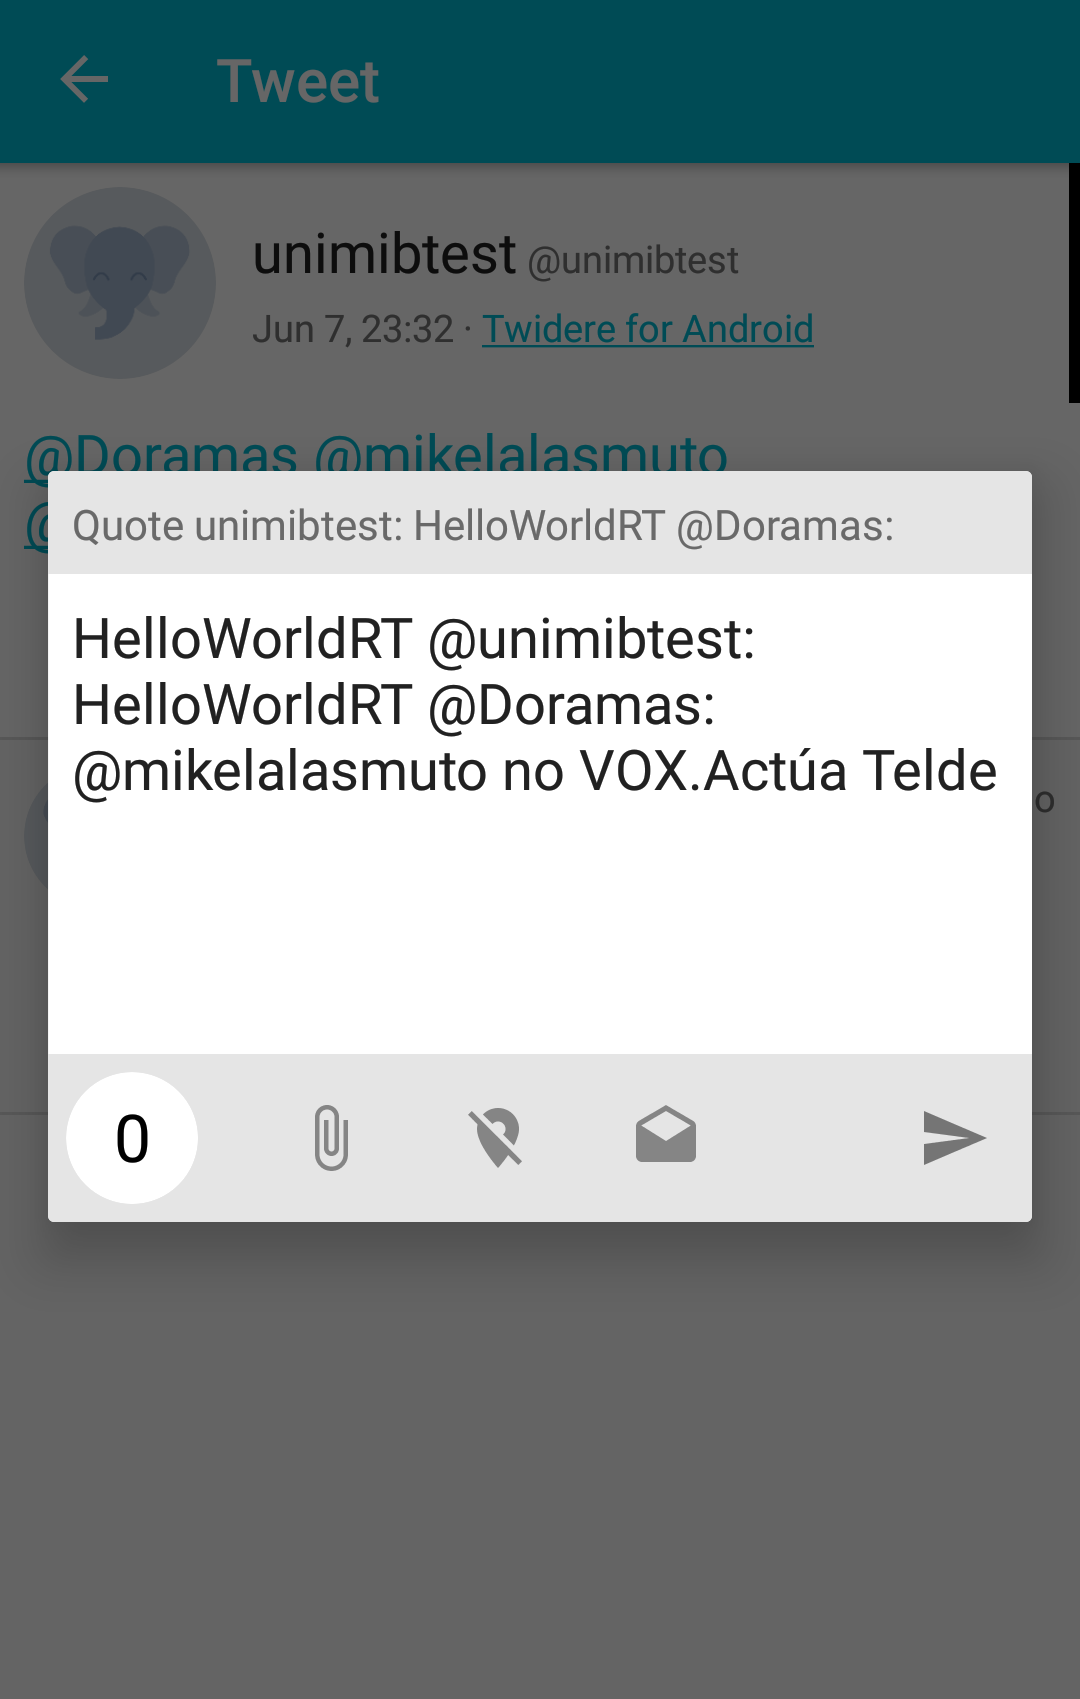 Tweet
unimibtest @unimibtest
Jun 7, 23:32 · Twidere for Android
@Doramas @mikelalasmuto
@
Quote unimibtest: HelloWorldRT @Doramas:
HelloWorldRT @unimibtest:
HelloWorldRT @Doramas:
@mikelalasmuto no VOX.Actúa Telde
o
0